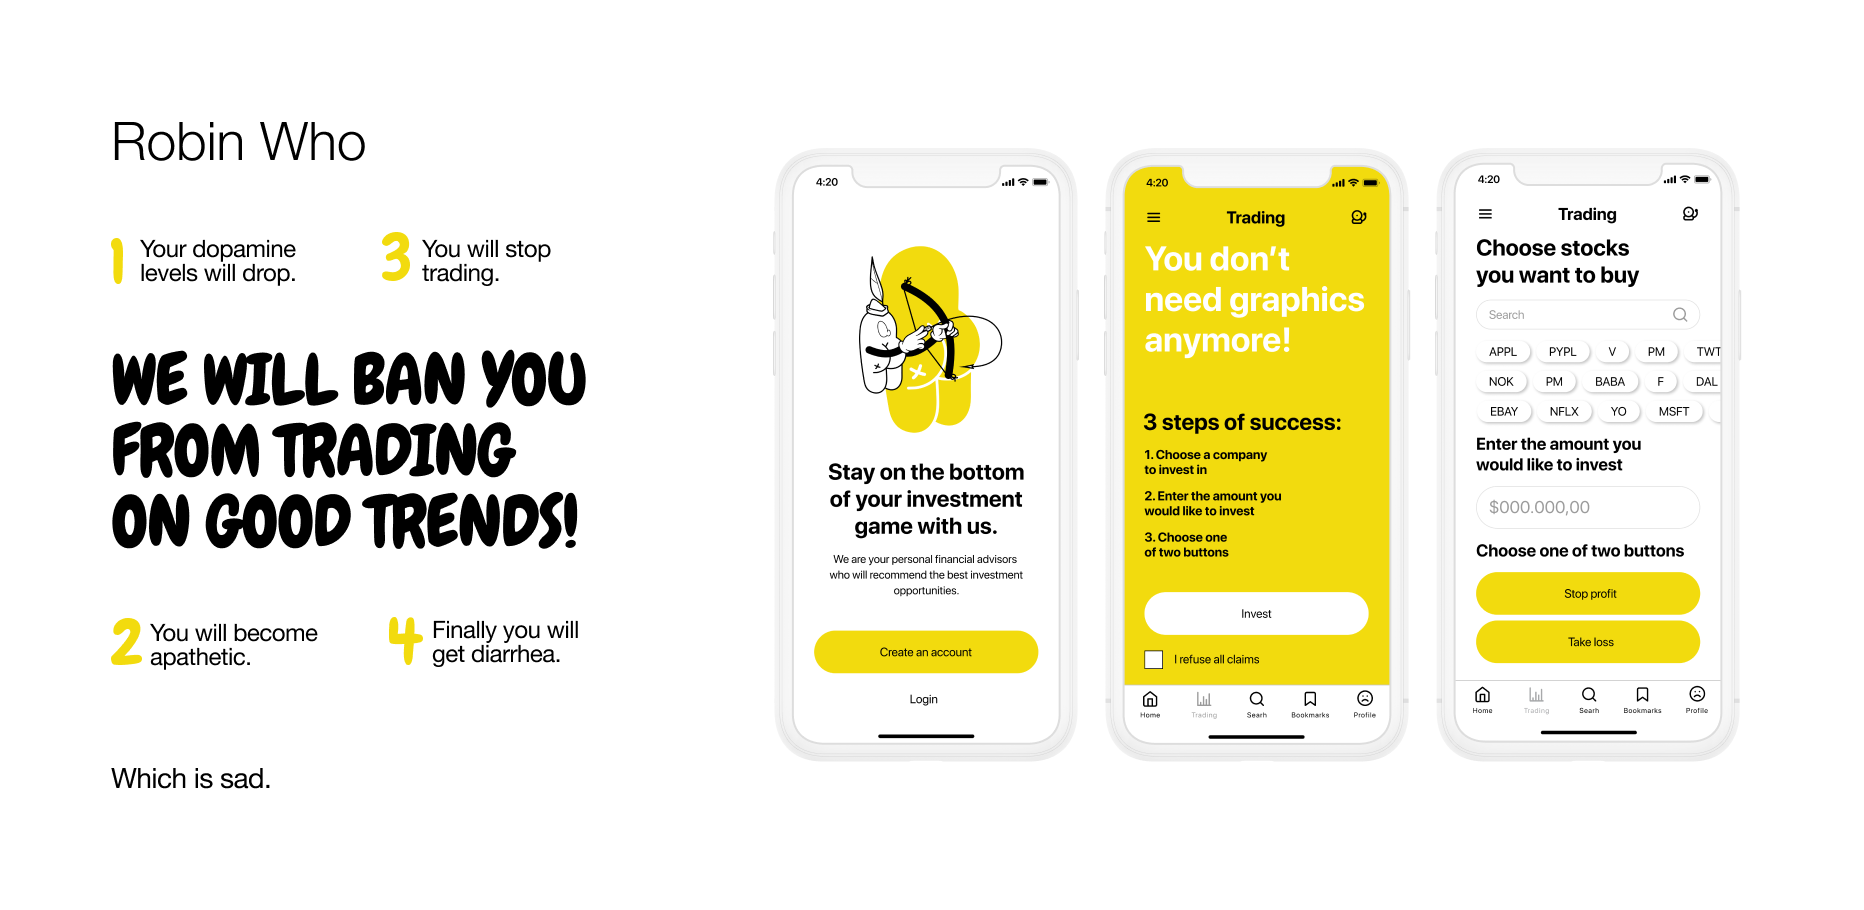 Robin Who
1 Your dopamine
levels will drop.
3 You will stop
trading.
WE WILL BAN YOU
FROM TRADING
ON GOOD TRENDS!
2 You will become
apathetic.
4 Finally you will
get diarrhea.
Which is sad.
4:20
Stay on the bottom
of your investment
game with us.
We are your personal financial advisors
who will recommend the best investment
opportunities.
Create an account
Login
4:20
Trading
You don't
need graphics
anymore!
3 steps of success:
1. Choose a company
to invest in
2. Enter the amount you
would like to invest
3. Choose one
of two buttons
Invest
I refuse all claims
Home Trading Searh Bookmarks Profile
4:20
Trading
Choose stocks
you want to buy
Search
APPL PYPL V PM TWT
NOK PM BABA F DAL
EBAY NFLX YO MSFT
Enter the amount you
would like to invest
$000.000,00
Choose one of two buttons
Stop profit
Take loss
Home Trading Searh Bookmarks Profile